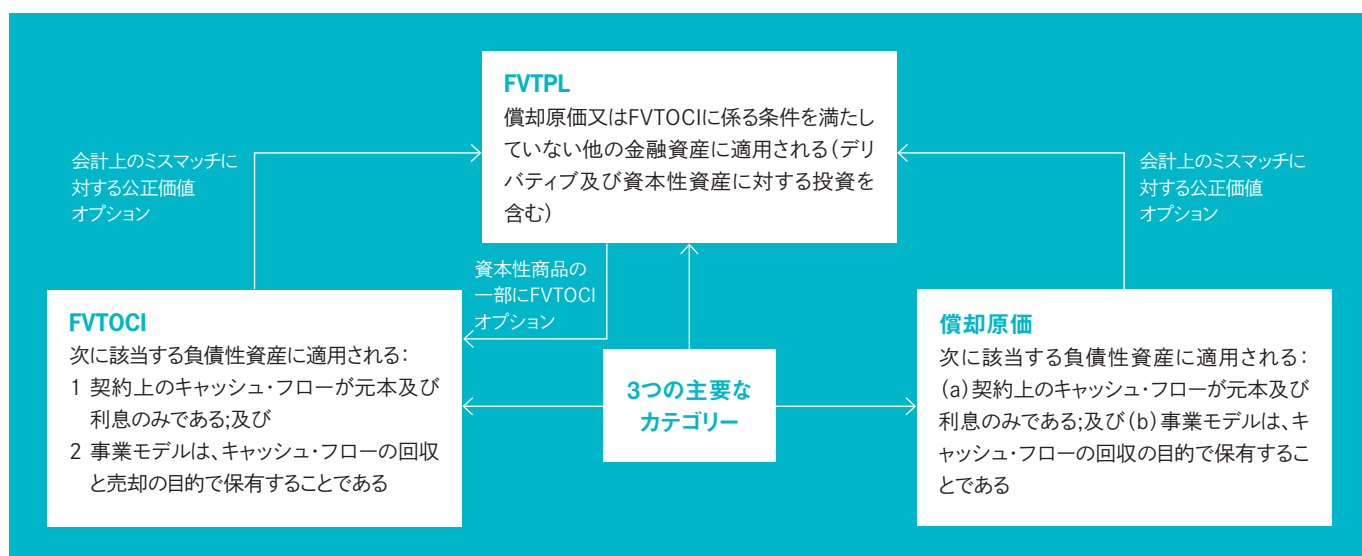 FVTPL
償却原価又はFVTOCIに係る条件を満たし
ていない他の金融資産に適用される(デリ
バティブ及び資本性資産に対する投資を
含む)
会計上のミスマッチに
対する公正価値
オプション
会計上のミスマッチに
対する公正価値
オプション
資本性商品の
一部にFVTOCI
オプション
FVTOCI
次に該当する負債性資産に適用される:
1 契約上のキャッシュ・フローが元本及び
利息のみである;及び
2 事業モデルは、キャッシュ・フローの回収
と売却の目的で保有することである
3つの主要な
カテゴリー
償却原価
次に該当する負債性資産に適用される:
(a)契約上のキャッシュ・フローが元本及び
利息のみである;及び(b)事業モデルは、キ
ャッシュ・フローの回収の目的で保有するこ
とである